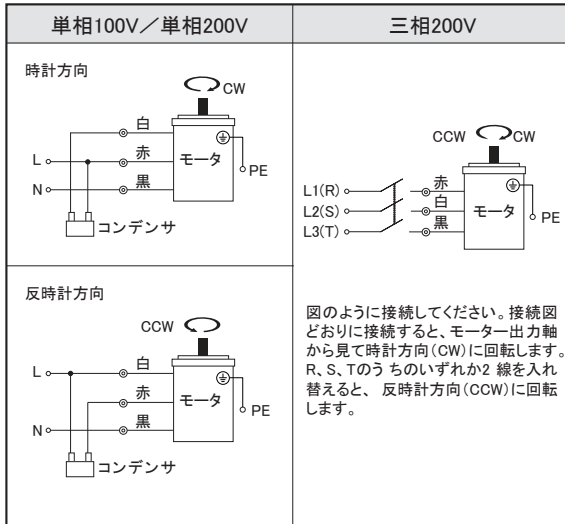 単相100V／単相200V
三相200V
時計方向
CW
白
L
赤
モータ
PE
N
黒
コンデンサ
反時計方向
CCW
白
L
赤
モータ
PE
N
黒
コンデンサ
CCW
CW
L1(R)
赤
L2(S)
白
モータ
PE
L3(T)
黒
図のように接続してください。接続図
どおりに接続すると、モーター出力軸
から見て時計方向(CW)に回転します。
R、S、Tのう ちのいずれか2 線を入れ
替えると、 反時計方向(CCW)に回転
します。